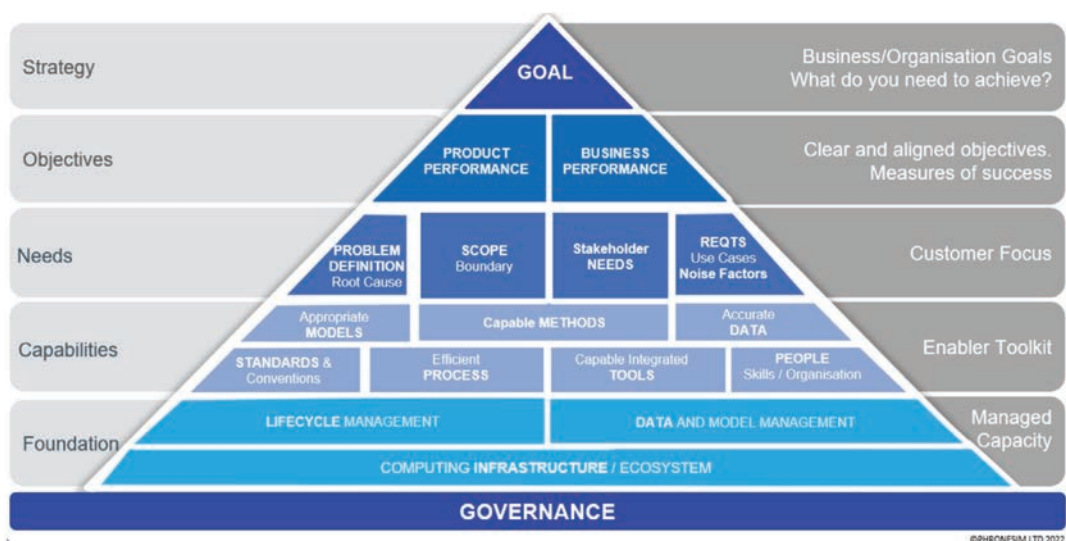 Strategy
GOAL
Business/Organisation Goals
What do you need to achieve?
Objectives
PRODUCT
PERFORMANCE
BUSINESS
PERFORMANCE
Clear and aligned objectives.
Measures of success
Needs
PROBLEM
DEFINITION
Root Cause
SCOPE
Boundary
Stakeholder
NEEDS
REQTS
Use Cases
Noise Factors
Customer Focus
Capabilities
Appropriate
MODELS
Capable METHODS
Accurate
DATA
STANDARDS &
Conventions
Efficient
PROCESS
Capable Integrated
TOOLS
PEOPLE
Skills / Organisation
Enabler Toolkit
Foundation
LIFECYCLE MANAGEMENT
DATA AND MODEL MANAGEMENT
Managed
Capacity
COMPUTING INFRASTRUCTURE / ECOSYSTEM
GOVERNANCE
©PHRONESIM LTD 2022